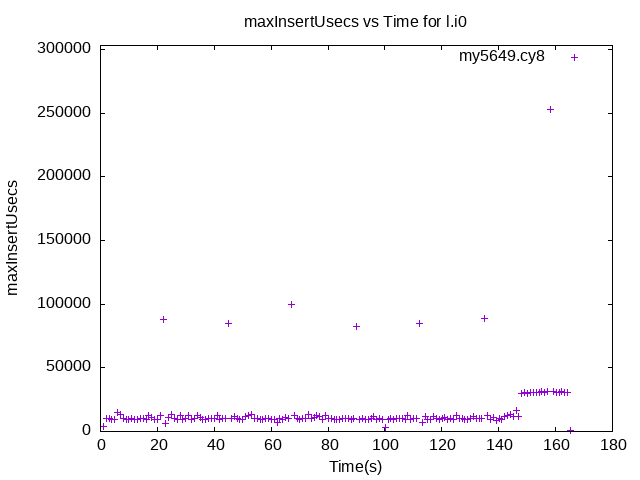 maxInsertUsecs vs Time for l.i0
my5649.cy8
300000
250000
200000
150000
100000
50000
0
maxInsertUsecs
0 20 40 60 80 100 120 140 160 180
Time(s)